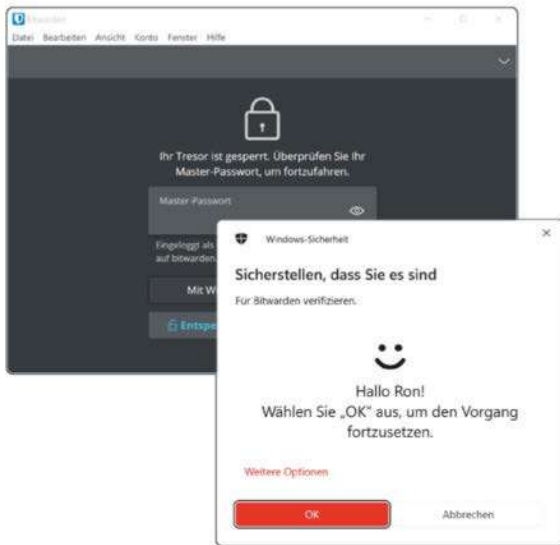 Bitwarden
Datei Bearbeiten Ansicht Konto Fenster Hilfe
Ihr Tresor ist gesperrt. Überprüfen Sie Ihr
Master-Passwort, um fortzufahren.
Master-Passwort
Eingeloggt als
auf bitwarden.
Mit W
Entspe
Windows-Sicherheit
Sicherstellen, dass Sie es sind
Für Bitwarden verifizieren.
Hallo Ron!
Wählen Sie „OK“ aus, um den Vorgang
fortzusetzen.
Weitere Optionen
OK Abbrechen